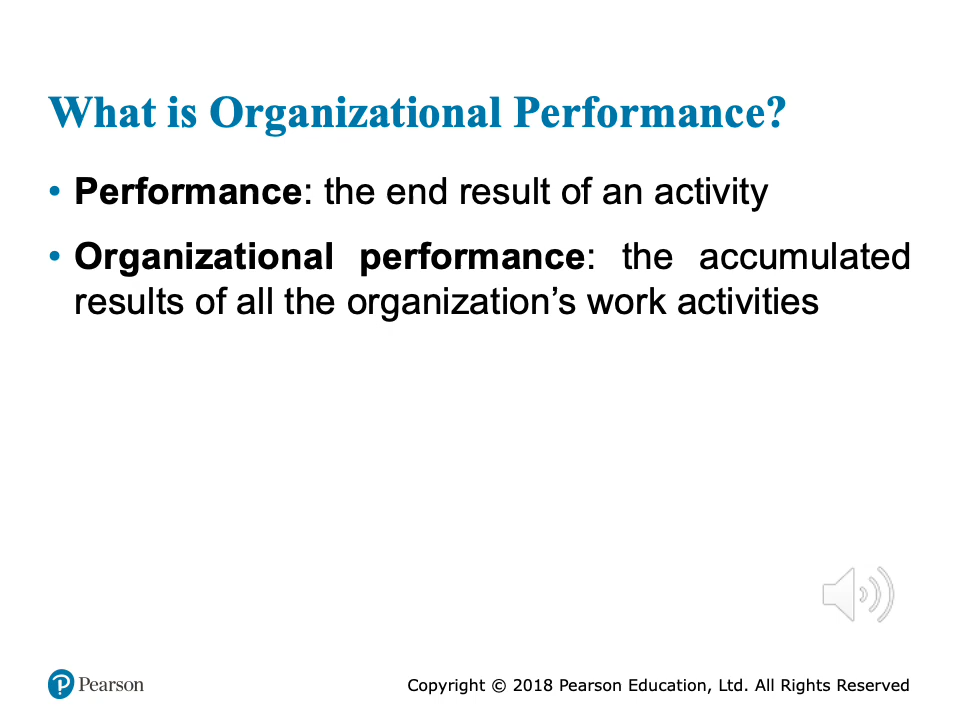 What is Organizational Performance?
• Performance: the end result of an activity
• Organizational performance: the accumulated
results of all the organization’s work activities
Pearson
Copyright © 2018 Pearson Education, Ltd. All Rights Reserved